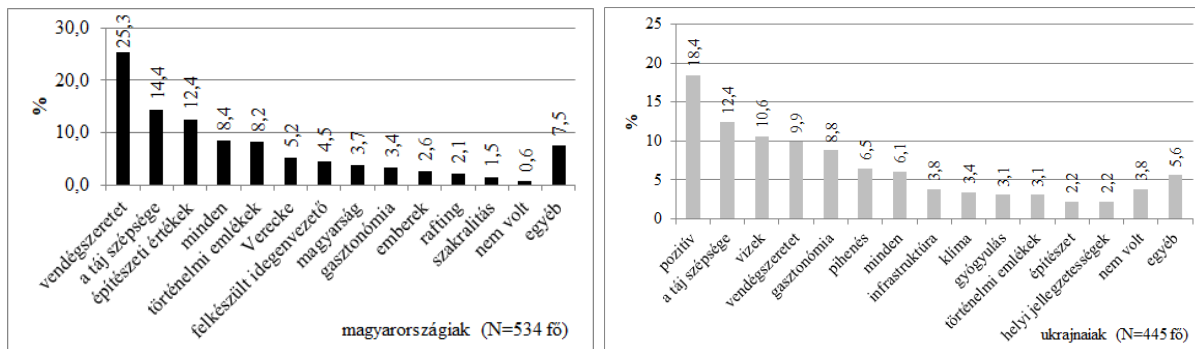 30,0
20,0
10,0
0,0
%
25,3
14,4
12,4
8,4
8,2
5,2
4,5
3,7
3,4
2,6
2,1
1,5
0,6
7,5
vendégszeretet
a táj szépsége
építészeti értékek
minden
történelmi emlékek
Verecke
felkészült idegenvezető
magyarság
gasztonómia
emberek
rafting
szakralitás
nem volt
egyéb
magyarországiak (N=534 fő)
25
20
15
10
5
0
%
18,4
12,4
10,6
9,9
8,8
6,5
6,1
3,8
3,4
3,1
3,1
2,2
2,2
3,8
5,6
pozitív
a táj szépsége
vizek
vendégszeretet
gasztonómia
pihenés
minden
infrastruktúra
klíma
gyógyulás
történelmi emlékek
építészet
helyi jellegzetességek
nem volt
egyéb
ukrajnaiak (N=445 fő)